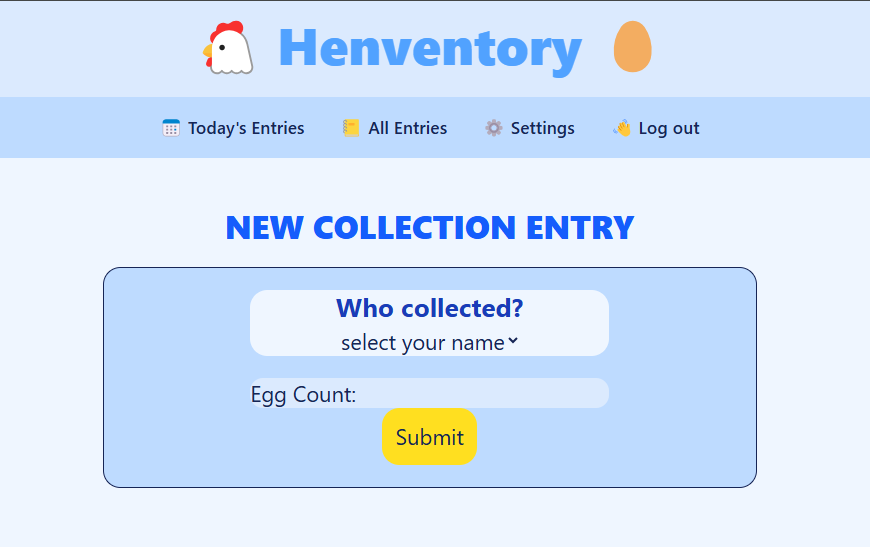 Henventory
Today's Entries All Entries Settings Log out
NEW COLLECTION ENTRY
Who collected?
select your name
Egg Count:
Submit